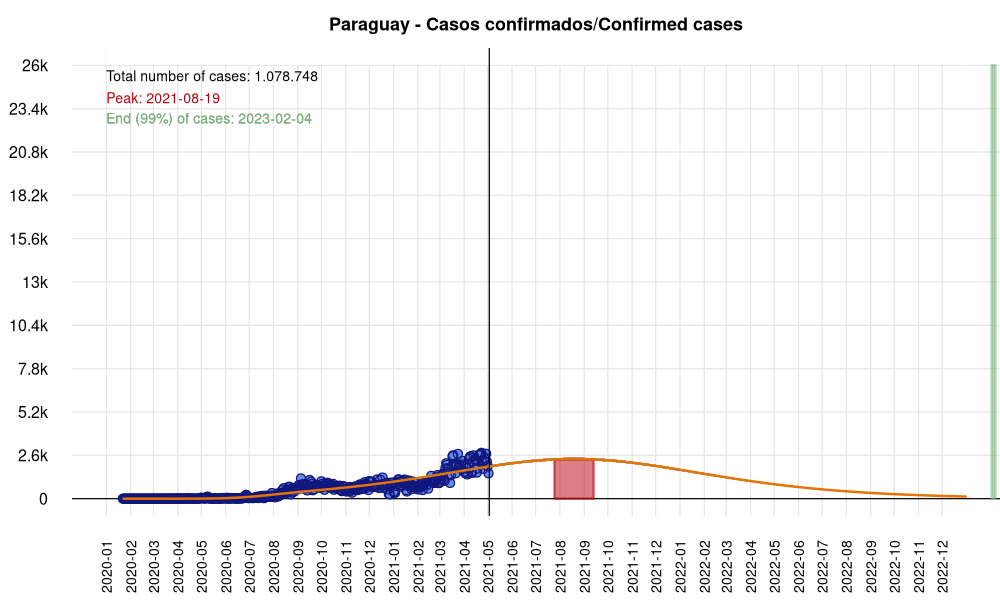 Paraguay - Casos confirmados/Confirmed cases
26k
Total number of cases: 1.078.748
Peak: 2021-08-19
23.4k
End (99%) of cases: 2023-02-04
20.8k
18.2k
15.6k
13k
10.4k
7.8k
5.2k
2.6k
0
2020-01
2020-02
2020-03
2020-04
2020-05
2020-06
2020-07
2020-08
2020-09
2020-10
2020-11
2020-12
2021-01
2021-02
2021-03
2021-04
2021-05
2021-06
2021-07
2021-08
2021-09
2021-10
2021-11
2021-12
2022-01
2022-02
2022-03
2022-04
2022-05
2022-06
2022-07
2022-08
2022-09
2022-10
2022-11
2022-12